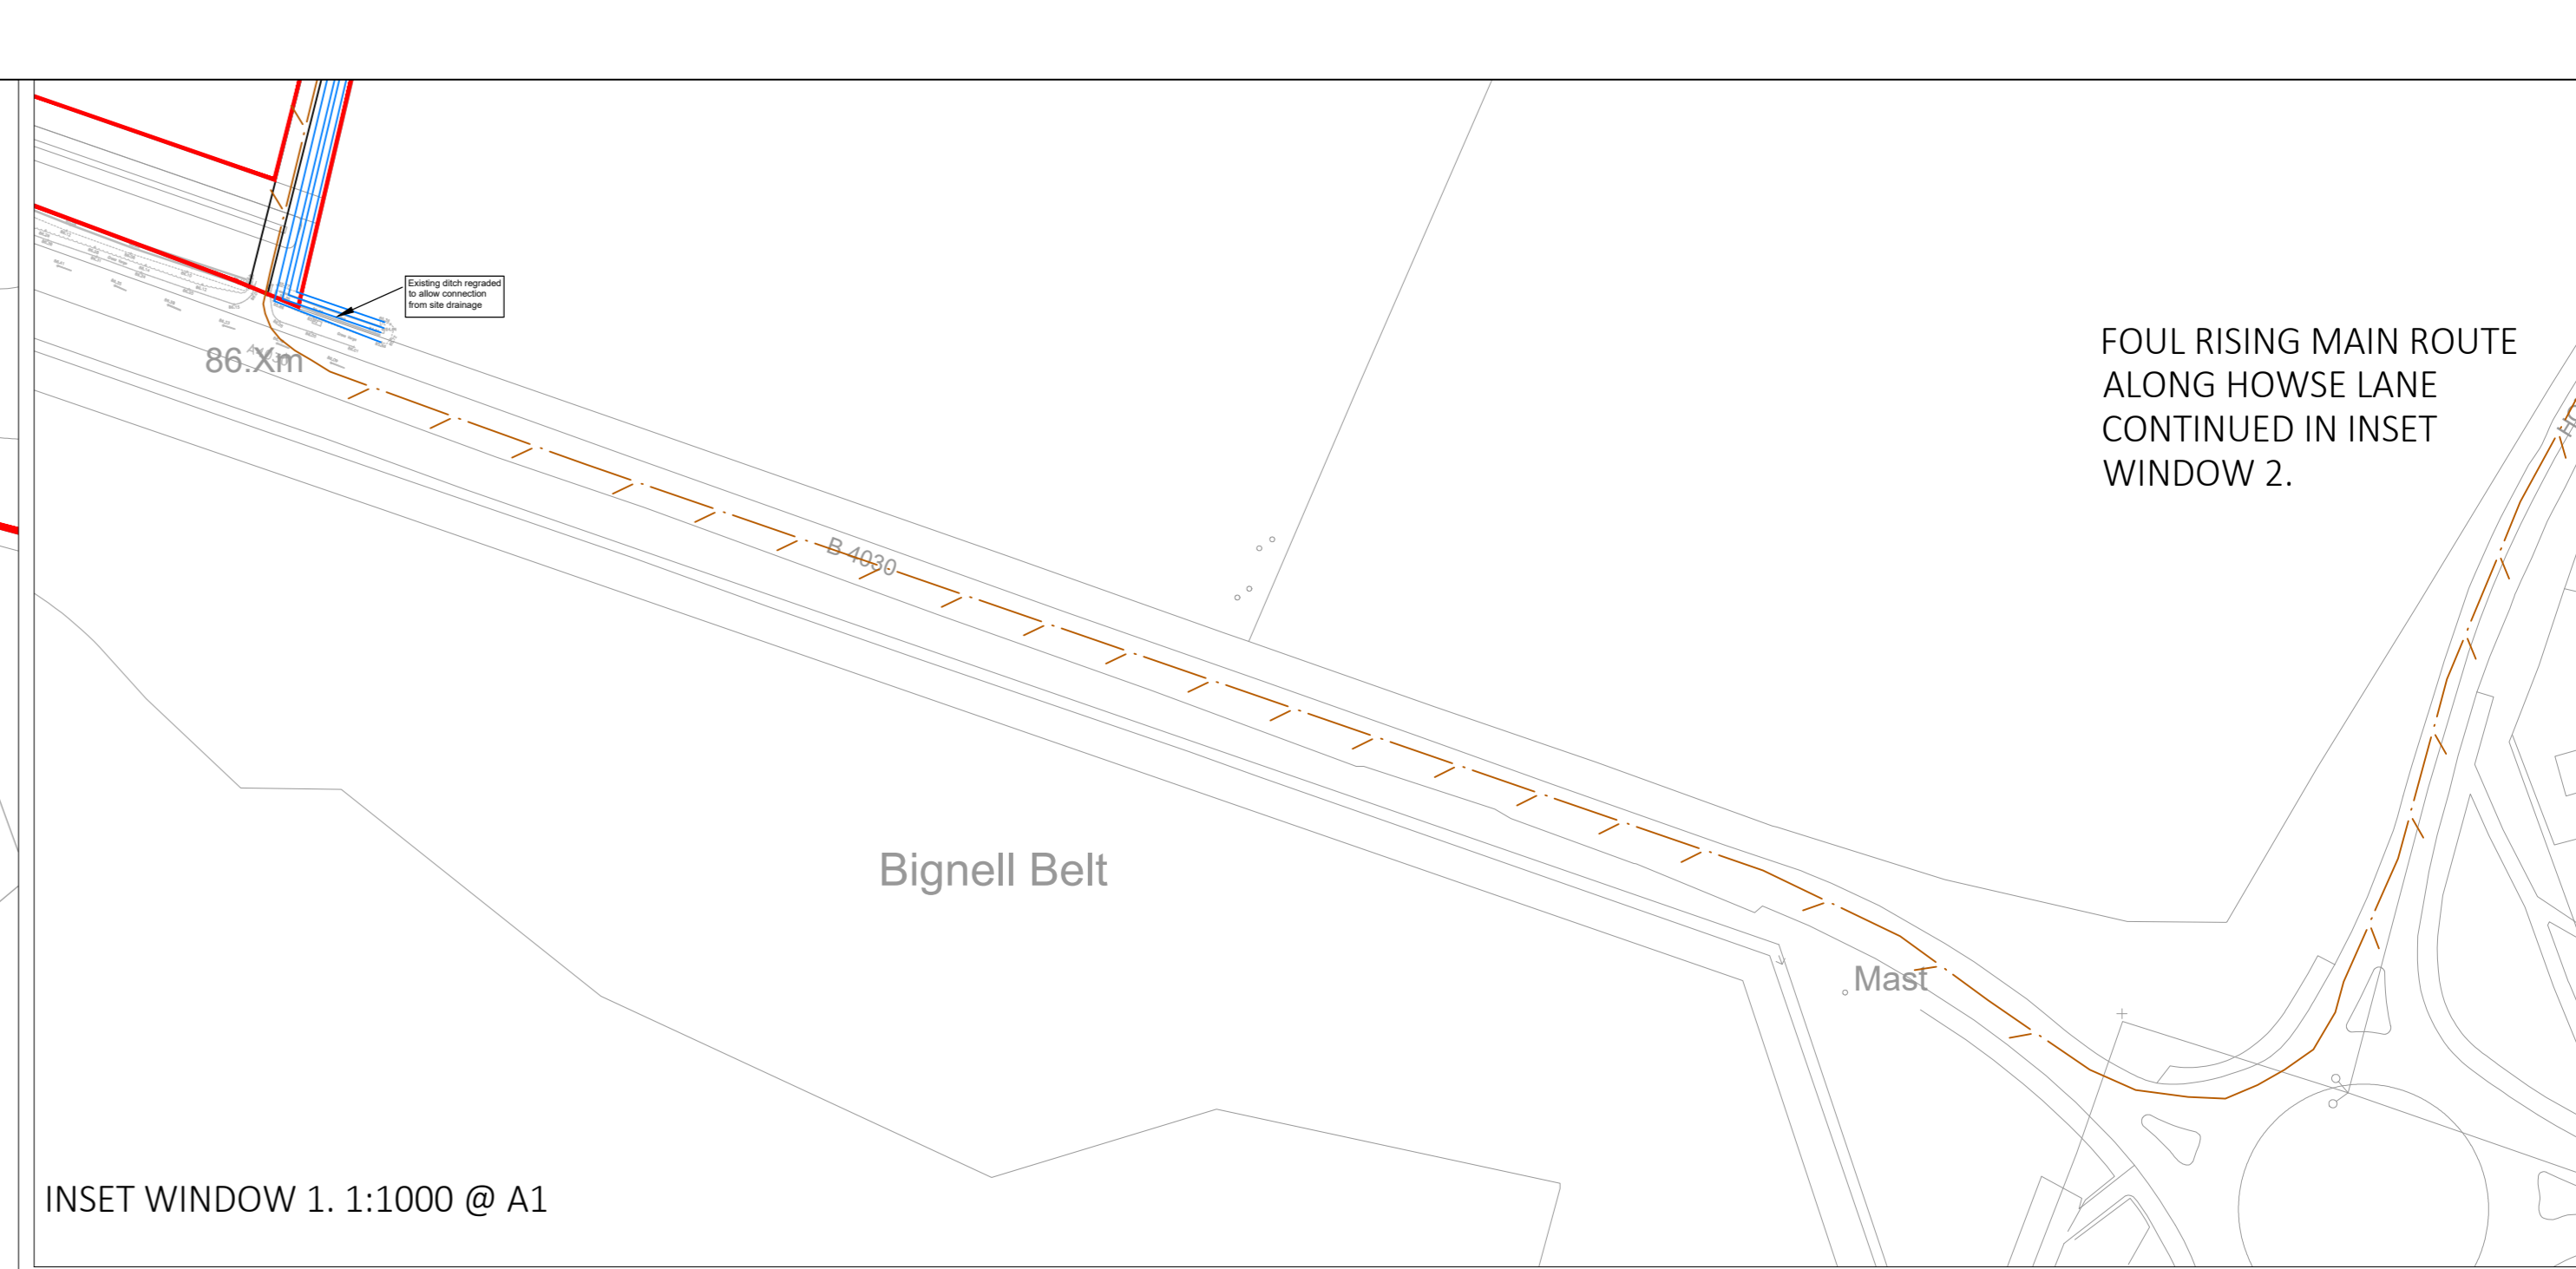 Existing ditch regraded
to allow connection
from site drainage
86.Xm
FOUL RISING MAIN ROUTE
ALONG HOWSE LANE
CONTINUED IN INSET
WINDOW 2.
B 4030
Bignell Belt
Mast
INSET WINDOW 1. 1:1000 @ A1